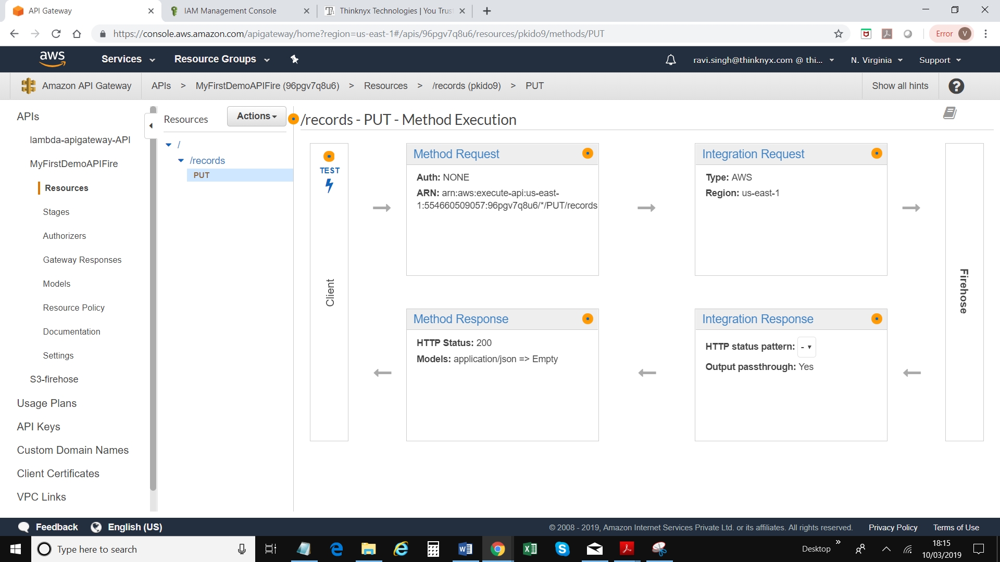 API Gateway
IAM Management Console
Thinknyx Technologies | You Trus
https://console.aws.amazon.com/apigateway/home?region=us-east-1#/apis/96pgv7q8u6/resources/pkido9/methods/PUT
Error V
aws
Services
Resource Groups
ravi.singh@thinknyx.com @ thi...
N. Virginia
Support
Amazon API Gateway
APIs > MyFirstDemoAPIFire (96pgv7q8u6) > Resources > /records (pkido9) > PUT
Show all hints
?
APIs
lambda-apigateway-API
MyFirstDemoAPIFire
Resources
Stages
Authorizers
Gateway Responses
Models
Resource Policy
Documentation
Settings
S3-firehose
Usage Plans
API Keys
Custom Domain Names
Client Certificates
VPC Links
Resources
Actions
/
/records
PUT
/records - PUT - Method Execution
TEST
Client
Method Request
Auth: NONE
ARN: arn:aws:execute-api:us-east-
1:554660509057:96pgv7q8u6/*/PUT/records
Integration Request
Type: AWS
Region: us-east-1
Firehose
Method Response
HTTP Status: 200
Models: application/json => Empty
Integration Response
HTTP status pattern: -
Output passthrough: Yes
Feedback
English (US)
© 2008 - 2019, Amazon Internet Services Private Ltd. or its affiliates. All rights reserved.
Privacy Policy
Terms of Use
Type here to search
Desktop
18:15
10/03/2019